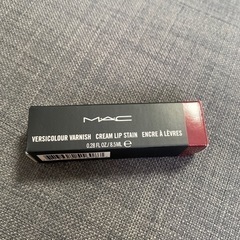 MAC
VERSICOLOUR VARNISH CREAM LIP STAIN ENCRE À LÈVRES
0.28 FL.OZ / 8.5ML ℮